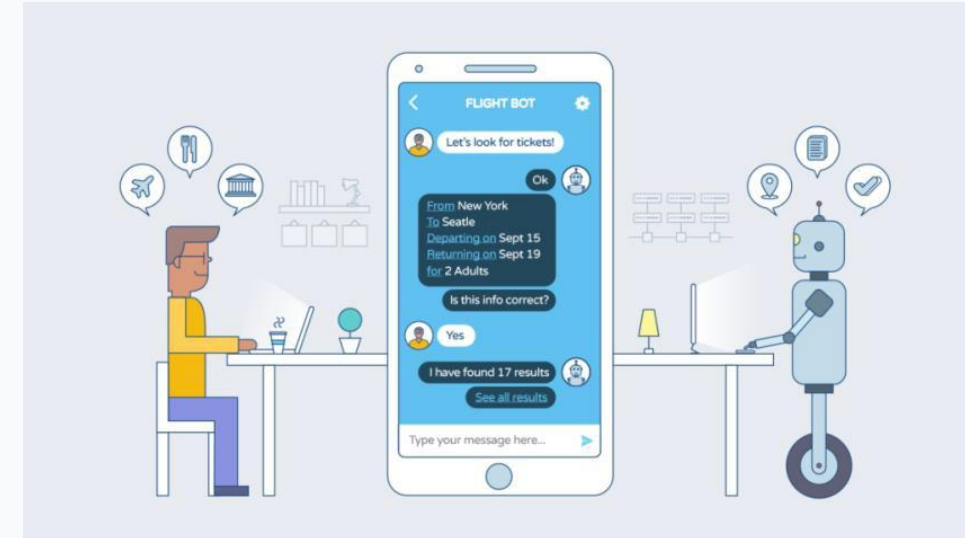 FLIGHT BOT
Let's look for tickets!
Ok
From New York
To Seatle
Departing on Sept 15
Returning on Sept 19
for 2 Adults
Is this info correct?
Yes
I have found 17 results
See all results
Type your message here...